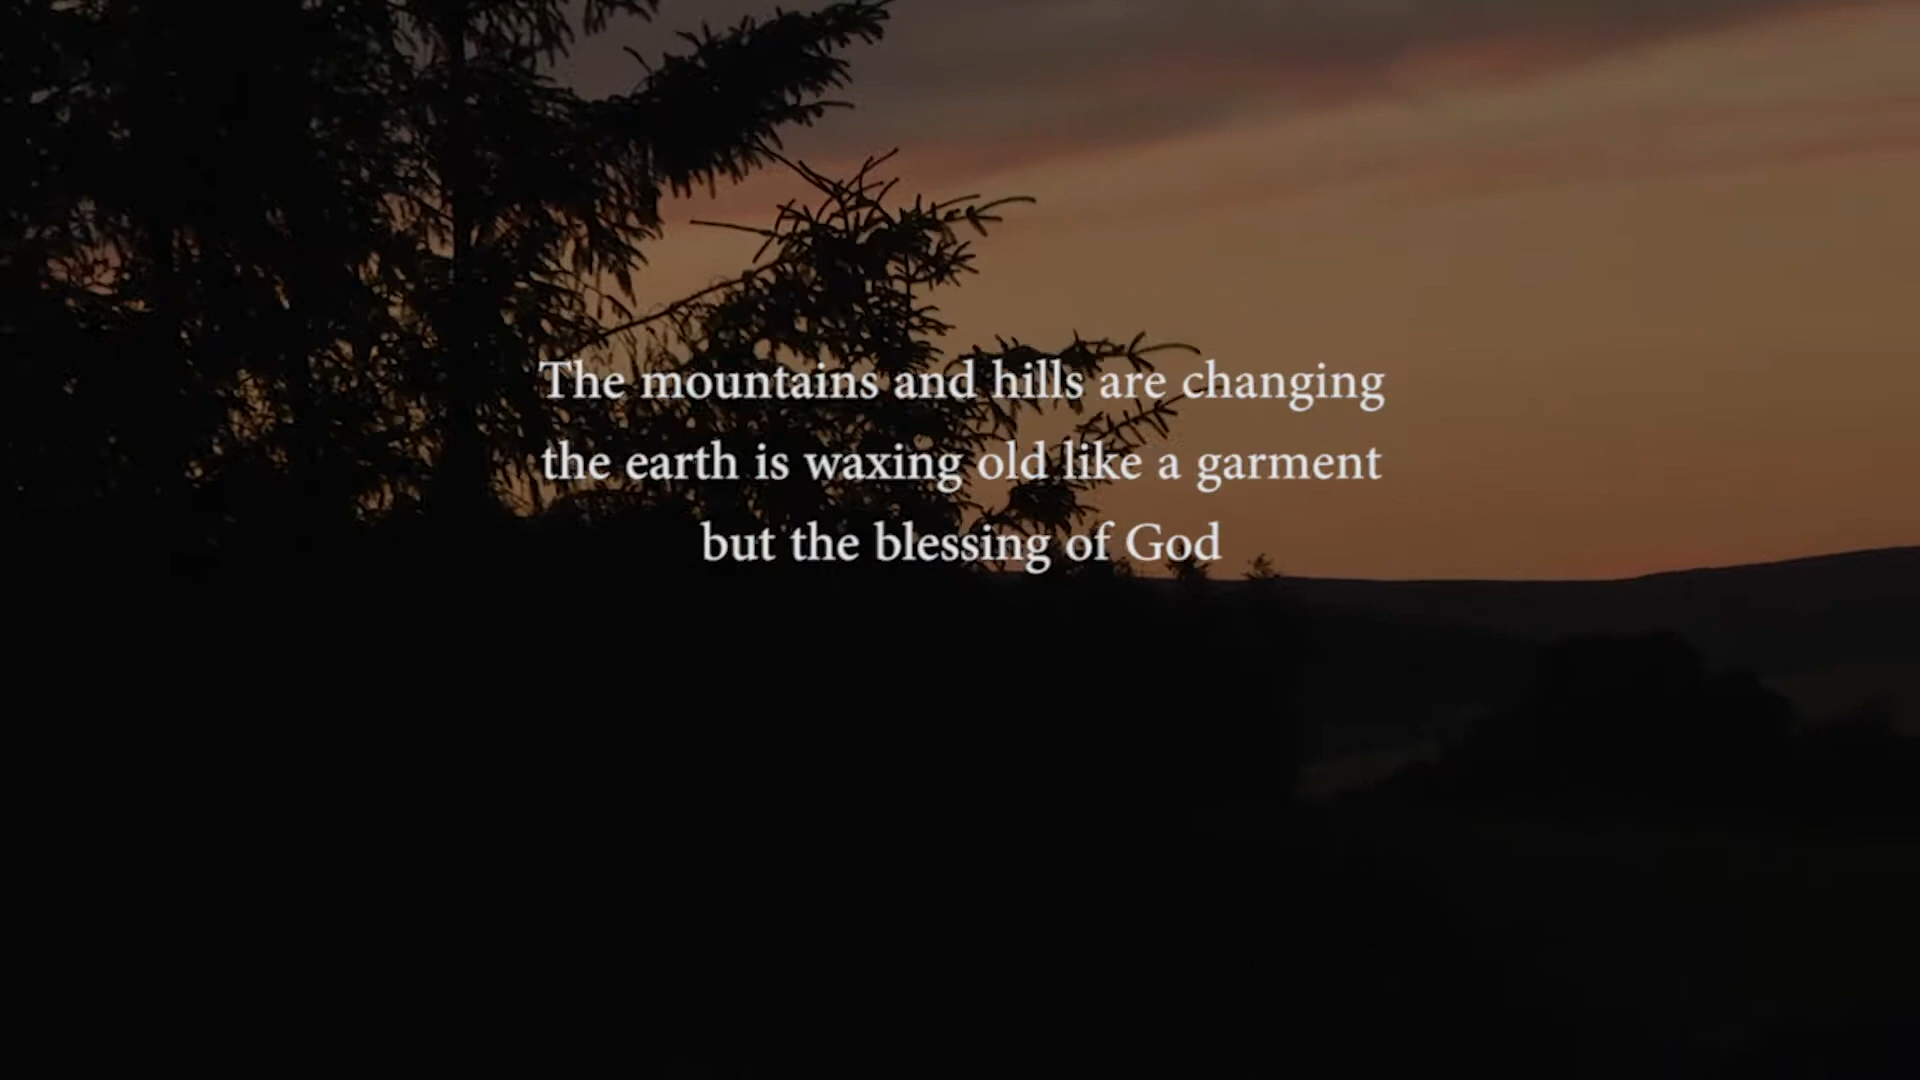 The mountains and hills are changing
the earth is waxing old like a garment
but the blessing of God